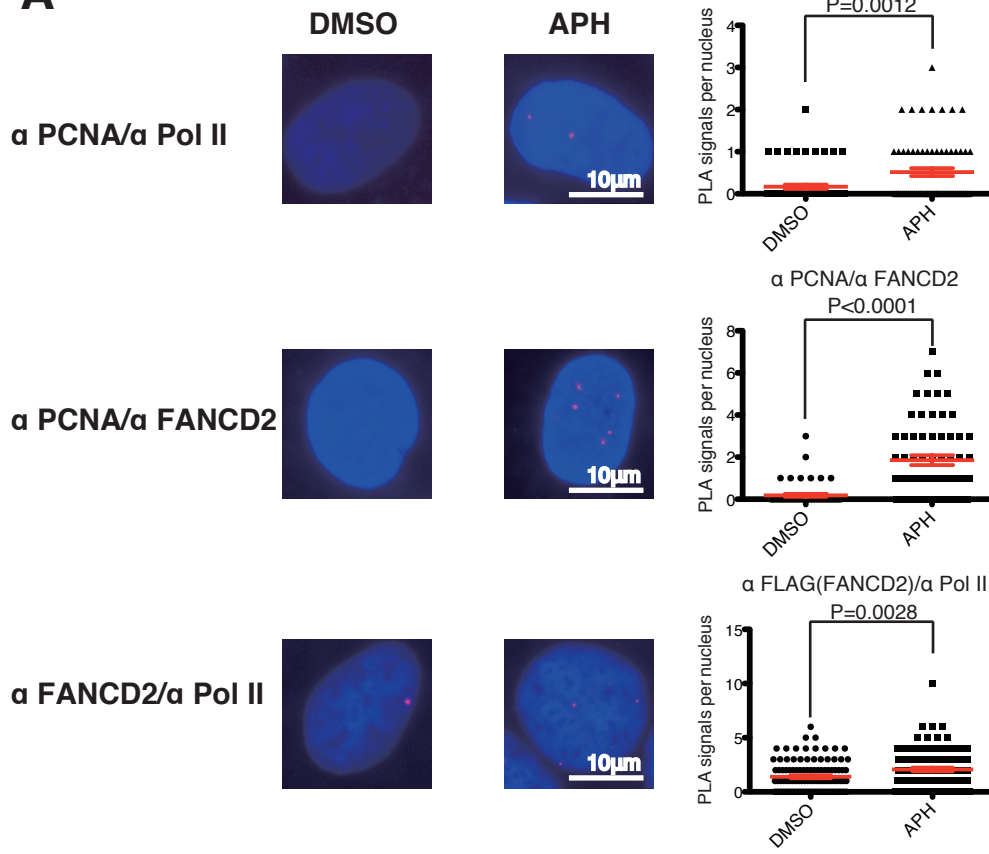 A
DMSO
APH
α PCNA/α Pol II
10μm
P=0.0012
PLA signals per nucleus
4
3
2
1
0
DMSO
APH
α PCNA/α FANCD2
10μm
α PCNA/α FANCD2
P<0.0001
PLA signals per nucleus
8
6
4
2
0
DMSO
APH
α FANCD2/α Pol II
10μm
α FLAG(FANCD2)/α Pol II
P=0.0028
PLA signals per nucleus
15
10
5
0
DMSO
APH